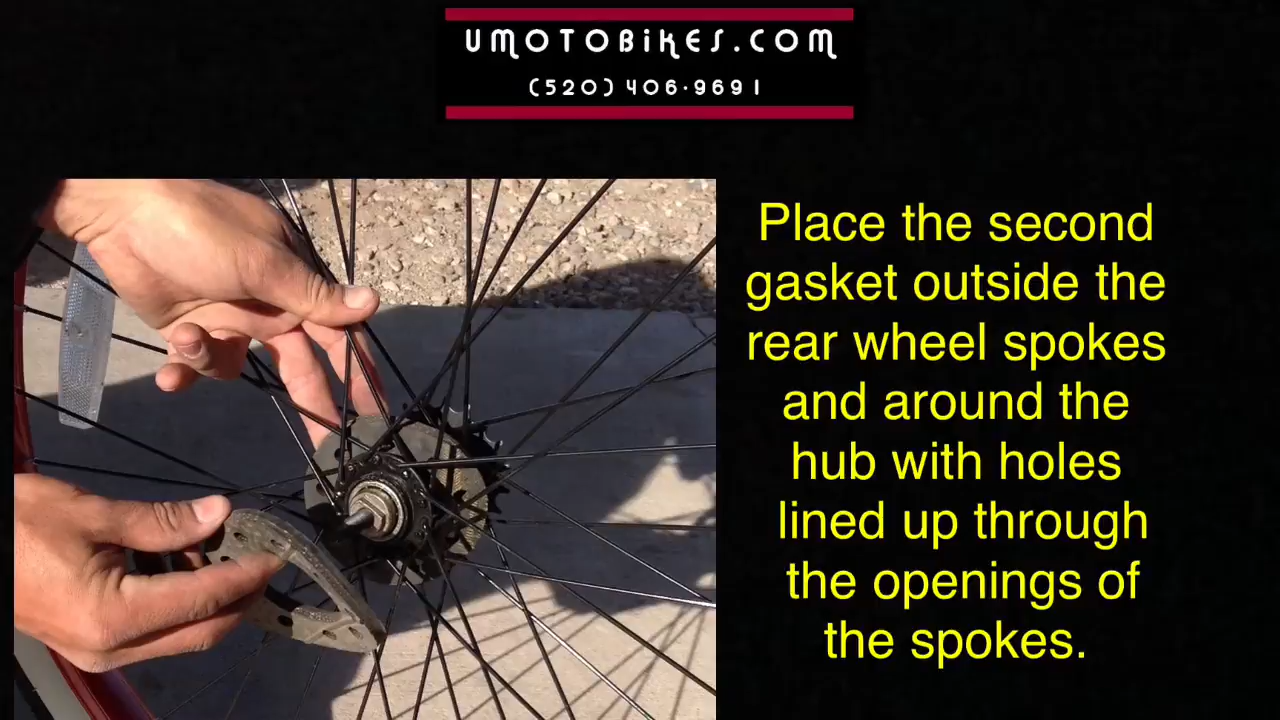 UMOTOBIKES.COM
(520) 406-9691
Place the second
gasket outside the
rear wheel spokes
and around the
hub with holes
lined up through
the openings of
the spokes.